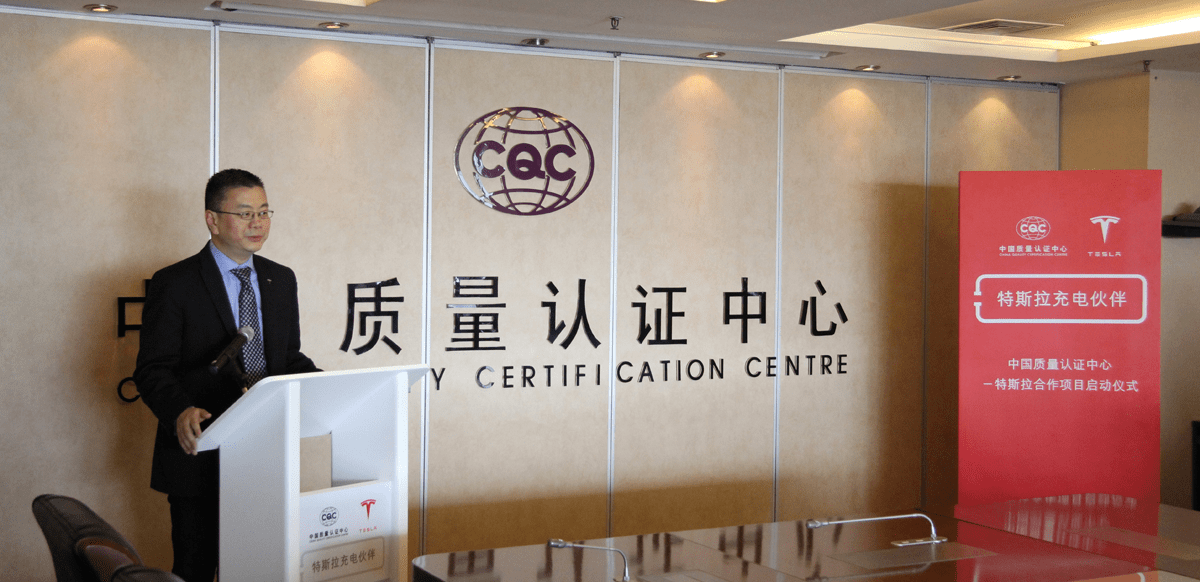 CQC
中 质量认证中心
Y CERTIFICATION CENTRE
CQC
中国质量认证中心
CHINA QUALITY CERTIFICATION CENTRE
TESLA
特斯拉充电伙伴
中国质量认证中心
－特斯拉合作项目启动仪式
CQC
中国质量认证中心
TESLA
特斯拉充电伙伴